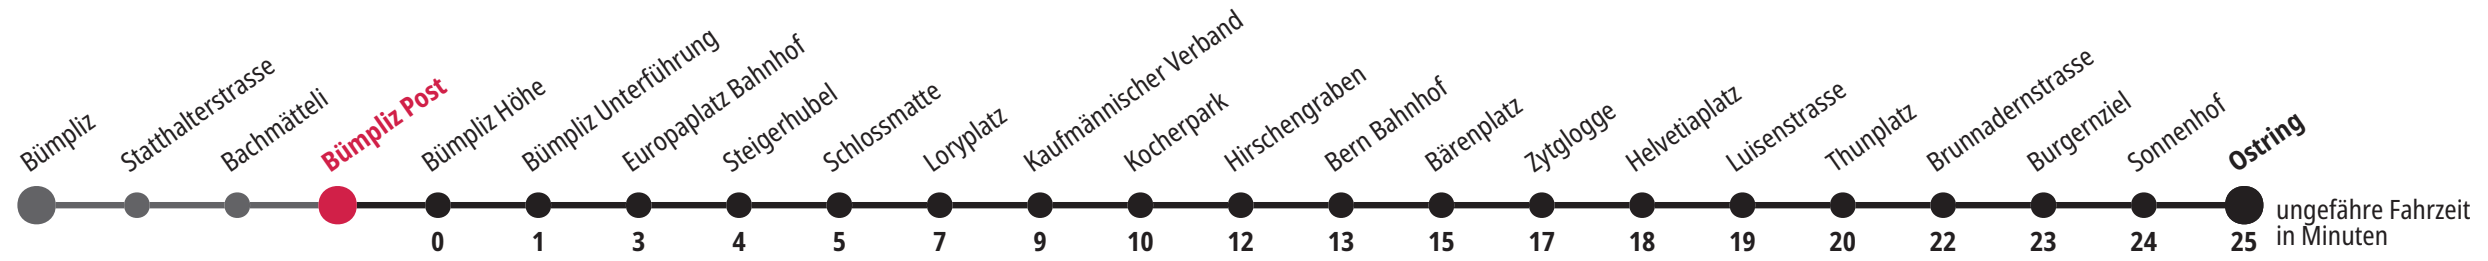 Bümpliz
Statthalterstrasse
Bachmätteli
Bümpliz Post
Bümpliz Höhe
Bümpliz Unterführung
Europaplatz Bahnhof
Steigerhubel
Schlossmatte
Loryplatz
Kaufmännischer Verband
Kocherpark
Hirschengraben
Bern Bahnhof
Bärenplatz
Zytglogge
Helvetiaplatz
Luisenstrasse
Thunplatz
Brunnadernstrasse
Burgernziel
Sonnenhof
Ostring
0 1 3 4 5 7 9 10 12 13 15 17 18 19 20 22 23 24 25
ungefähre Fahrzeit
in Minuten